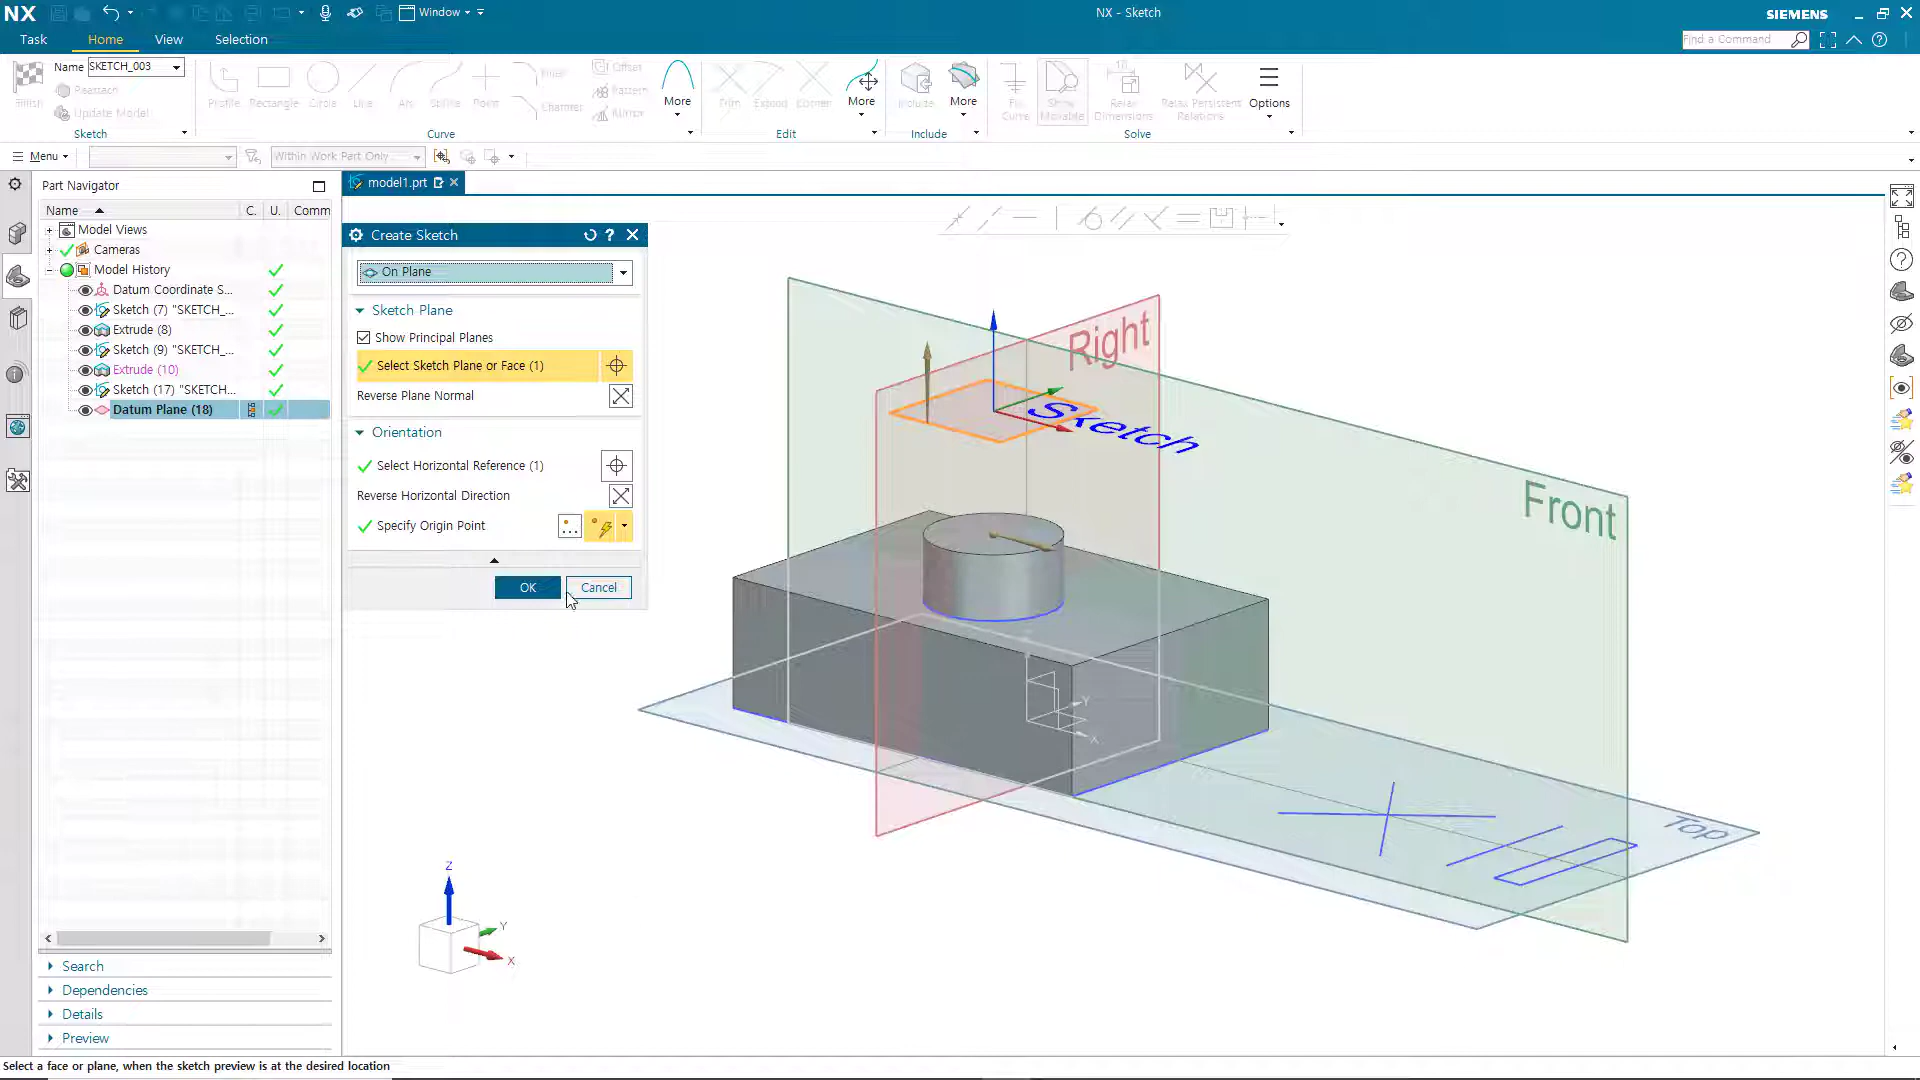 NX
Window
NX - Sketch
SIEMENS
Task
Home
View
Selection
Find a Command
Name
SKETCH_003
Finish
Reattach
Update Model
Sketch
Profile
Rectangle
Circle
Line
Arc
Spline
Point
Fillet
Chamfer
Offset
Pattern
Mirror
More
Curve
Trim
Extend
Corner
More
Edit
Include
More
Include
Fix
Curve
Show
Movable
Relax
Dimensions
Relax Persistent
Relations
Options
Solve
Menu
Within Work Part Only
Part Navigator
Name
C.
U.
Comm
Model Views
Cameras
Model History
Datum Coordinate S...
Sketch (7) "SKETCH_...
Extrude (8)
Sketch (9) "SKETCH_...
Extrude (10)
Sketch (17) "SKETCH...
Datum Plane (18)
Search
Dependencies
Details
Preview
model1.prt
Create Sketch
On Plane
Sketch Plane
Show Principal Planes
Select Sketch Plane or Face (1)
Reverse Plane Normal
Orientation
Select Horizontal Reference (1)
Reverse Horizontal Direction
Specify Origin Point
OK
Cancel
Right
Sketch
Front
Top
Y
X
Z
Y
X
Select a face or plane, when the sketch preview is at the desired location